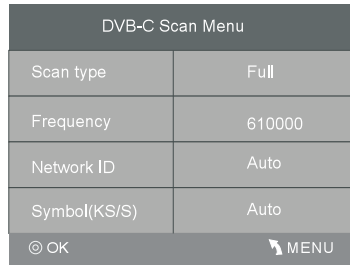 DVB-C Scan Menu
Scan type Full
Frequency 610000
Network ID Auto
Symbol(KS/S) Auto
OK MENU